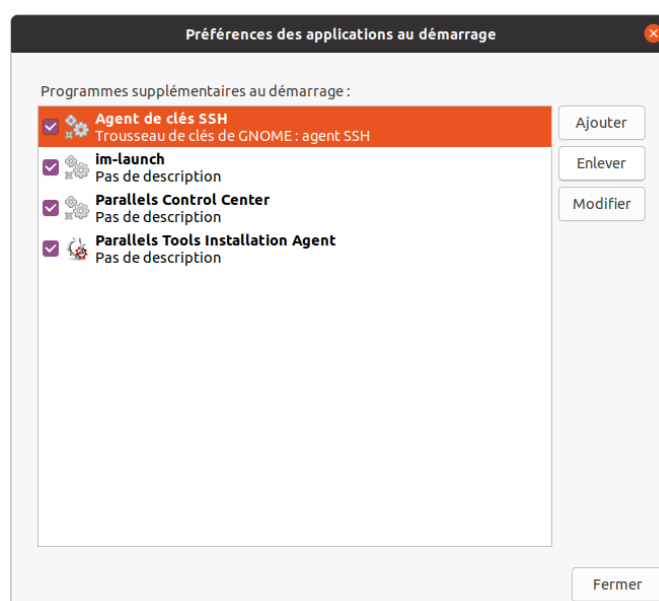 Préférences des applications au démarrage
Programmes supplémentaires au démarrage :
Agent de clés SSH
Trousseau de clés de GNOME : agent SSH
im-launch
Pas de description
Parallels Control Center
Pas de description
Parallels Tools Installation Agent
Pas de description
Ajouter
Enlever
Modifier
Fermer